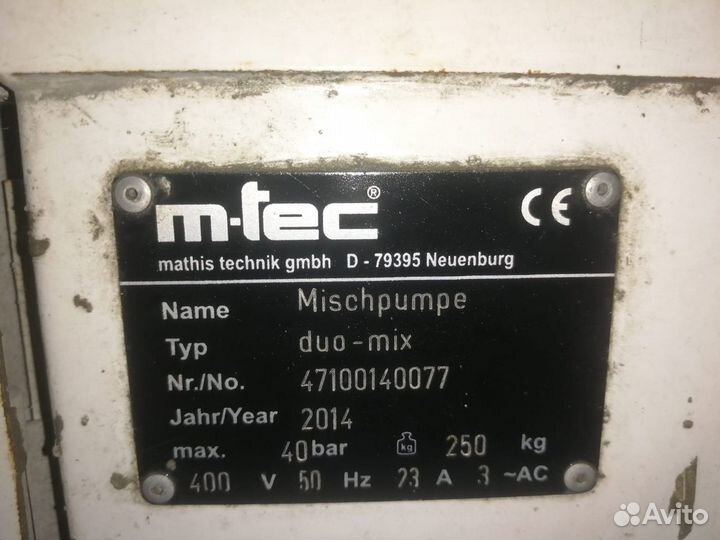 m-tec® CE
mathis technik gmbh D - 79395 Neuenburg
Name Mischpumpe
Typ duo-mix
Nr./No. 47100140077
Jahr/Year 2014
max. 40 bar kg 250 kg
400 V 50 Hz 23 A 3 ~AC
Avito